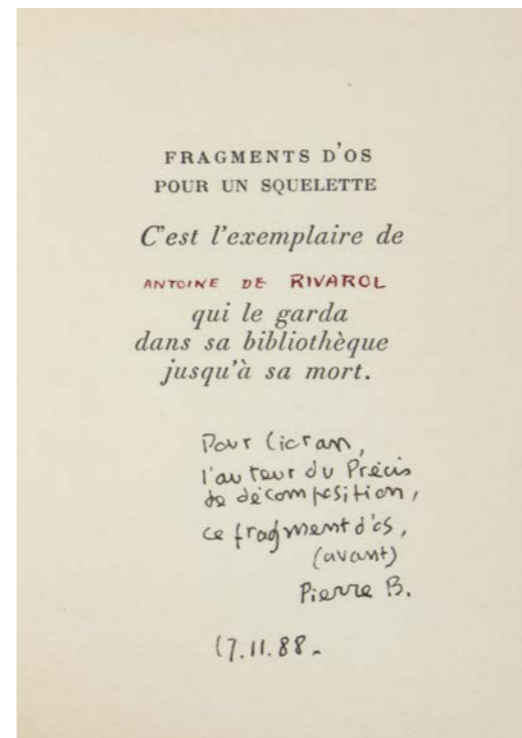 FRAGMENTS D'OS
POUR UN SQUELETTE
C'est l'exemplaire de
ANTOINE DE RIVAROL
qui le garda
dans sa bibliothèque
jusqu'à sa mort.
Pour Cioran,
l'auteur du Précis
de décomposition,
ce fragment d'os,
(avant)
Pierre B.
17.11.88.